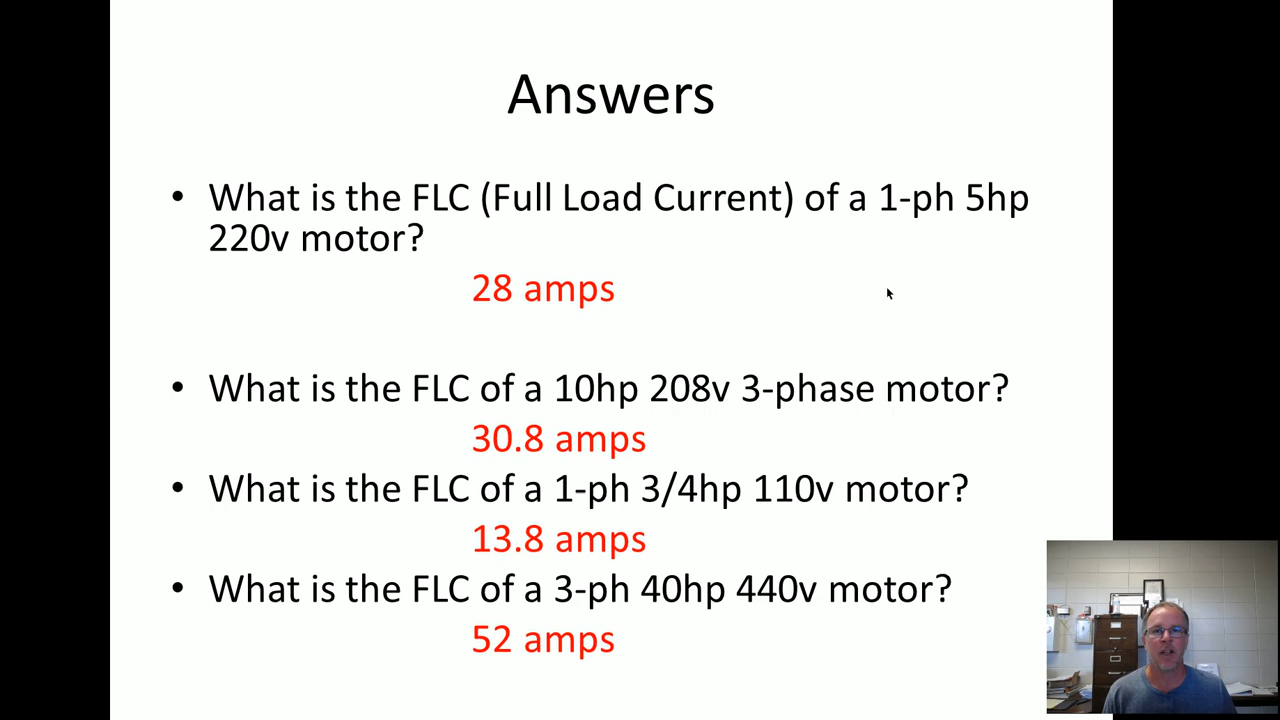 Answers
• What is the FLC (Full Load Current) of a 1-ph 5hp
220v motor?
28 amps
• What is the FLC of a 10hp 208v 3-phase motor?
30.8 amps
• What is the FLC of a 1-ph 3/4hp 110v motor?
13.8 amps
• What is the FLC of a 3-ph 40hp 440v motor?
52 amps